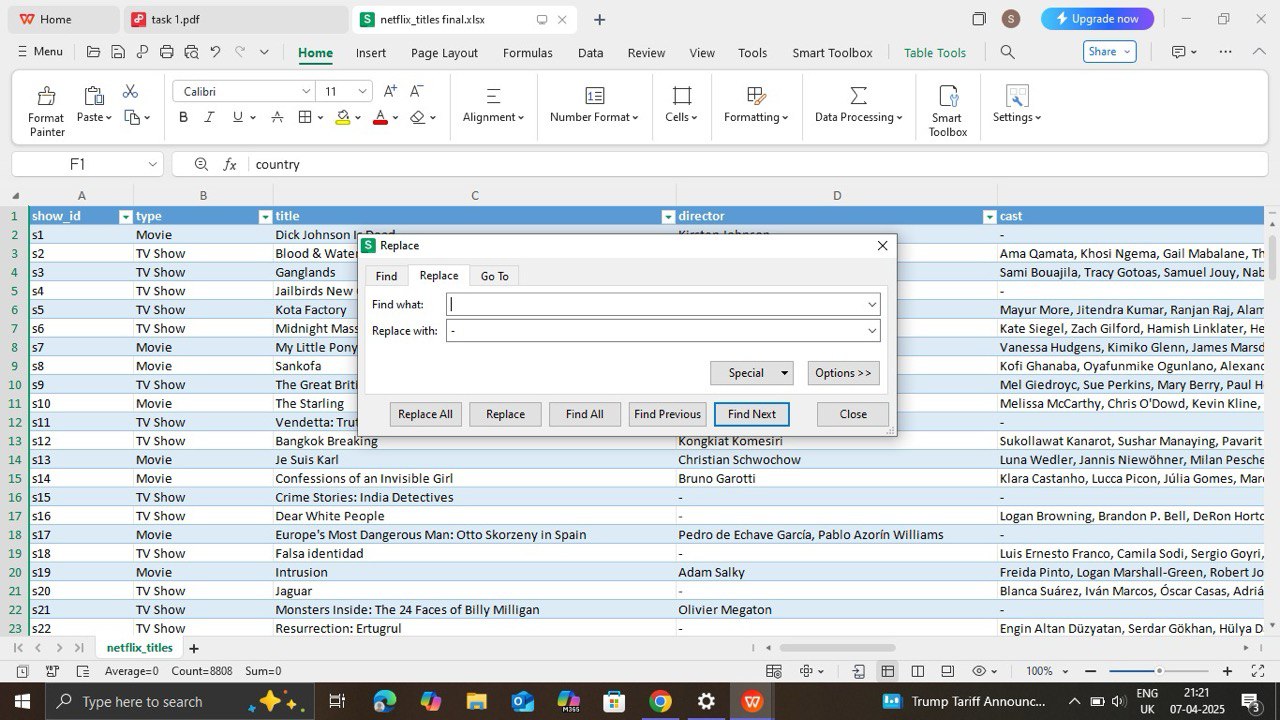 Home task 1.pdf netflix_titles final.xlsx S Upgrade now
Menu Home Insert Page Layout Formulas Data Review View Tools Smart Toolbox Table Tools Share
Calibri 11
Format Painter Paste Alignment Number Format Cells Formatting Data Processing Smart Toolbox Settings
F1 fx country
A B C D
1 show_id type title director cast
2 s1 Movie -
3 s2 TV Show Blood & Water Ama Qamata, Khosi Ngema, Gail Mabalane, Th
4 s3 TV Show Ganglands Sami Bouajila, Tracy Gotoas, Samuel Jouy, Nab
5 s4 TV Show Jailbirds New -
6 s5 TV Show Kota Factory Mayur More, Jitendra Kumar, Ranjan Raj, Alam
7 s6 TV Show Midnight Mass Kate Siegel, Zach Gilford, Hamish Linklater, He
8 s7 Movie My Little Pony Vanessa Hudgens, Kimiko Glenn, James Marsd
9 s8 Movie Sankofa Kofi Ghanaba, Oyafunmike Ogunlano, Alexand
10 s9 TV Show The Great Briti Mel Giedroyc, Sue Perkins, Mary Berry, Paul H
11 s10 Movie The Starling Melissa McCarthy, Chris O'Dowd, Kevin Kline,
12 s11 TV Show Vendetta: Trut -
13 s12 TV Show Bangkok Breaking Kongkiat Komesiri Sukollawat Kanarot, Sushar Manaying, Pavarit
14 s13 Movie Je Suis Karl Christian Schwochow Luna Wedler, Jannis Niewöhner, Milan Pesche
15 s14 Movie Confessions of an Invisible Girl Bruno Garotti Klara Castanho, Lucca Picon, Júlia Gomes, Marc
16 s15 TV Show Crime Stories: India Detectives - -
17 s16 TV Show Dear White People - Logan Browning, Brandon P. Bell, DeRon Horto
18 s17 Movie Europe's Most Dangerous Man: Otto Skorzeny in Spain Pedro de Echave García, Pablo Azorín Williams -
19 s18 TV Show Falsa identidad - Luis Ernesto Franco, Camila Sodi, Sergio Goyri,
20 s19 Movie Intrusion Adam Salky Freida Pinto, Logan Marshall-Green, Robert Jo
21 s20 TV Show Jaguar - Blanca Suárez, Iván Marcos, Óscar Casas, Adriá
22 s21 TV Show Monsters Inside: The 24 Faces of Billy Milligan Olivier Megaton -
23 s22 TV Show Resurrection: Ertugrul - Engin Altan Düzyatan, Serdar Gökhan, Hülya D
Replace
Find Replace Go To
Find what:
Replace with: -
Special Options >>
Replace All Replace Find All Find Previous Find Next Close
netflix_titles
Average=0 Count=8808 Sum=0 100%
Type here to search M365 Trump Tariff Announc... ENG UK 21:21 07-04-2025 3